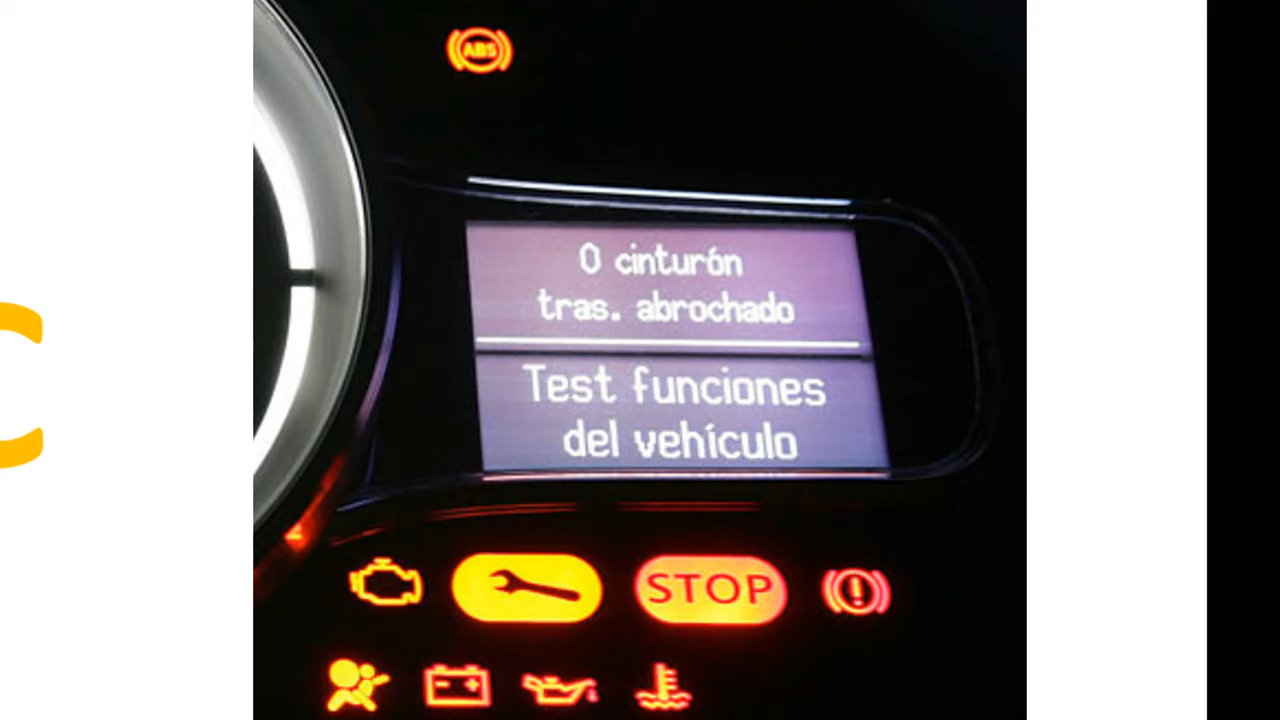 ABS
0 cinturón
tras. abrochado
Test funciones
del vehículo
STOP